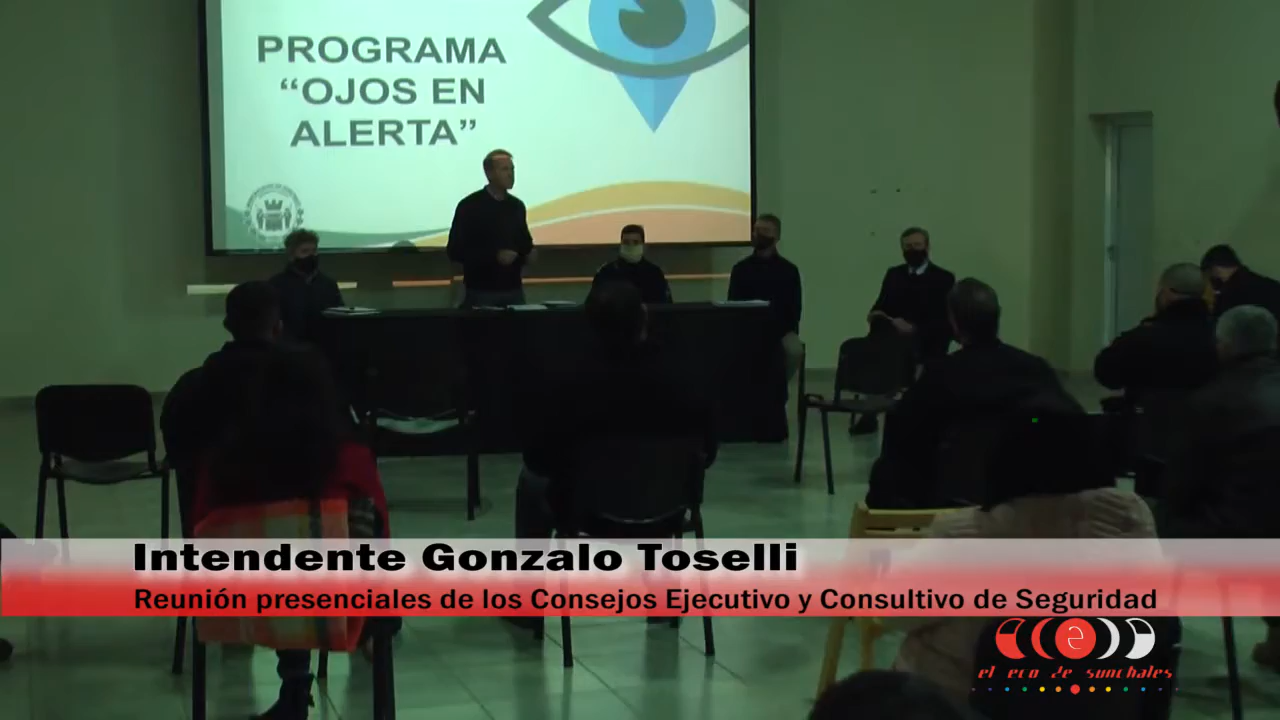 PROGRAMA
“OJOS EN
ALERTA”
Intendente Gonzalo Toselli
Reunión presenciales de los Consejos Ejecutivo y Consultivo de Seguridad
e
el eco de sunchales